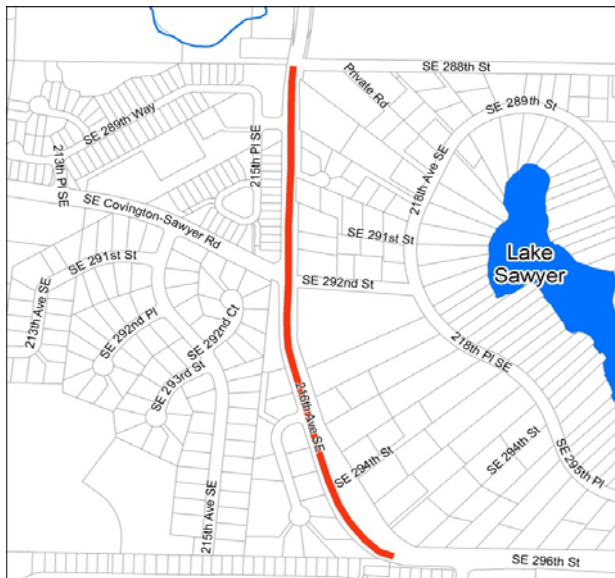 SE 288th St
Private Rd
SE 289th St
SE 289th Way
213th Pl SE
215th Pl SE
218th Ave SE
SE Covington-Sawyer Rd
SE 291st St
SE 291st St
Lake
Sawyer
SE 292nd St
213th Ave SE
SE 292nd Pl
SE 292nd Ct
218th Pl SE
SE 293rd St
216th Ave SE
SE 294th St
SE 294th St
SE 295th Pl
215th Ave SE
SE 296th St